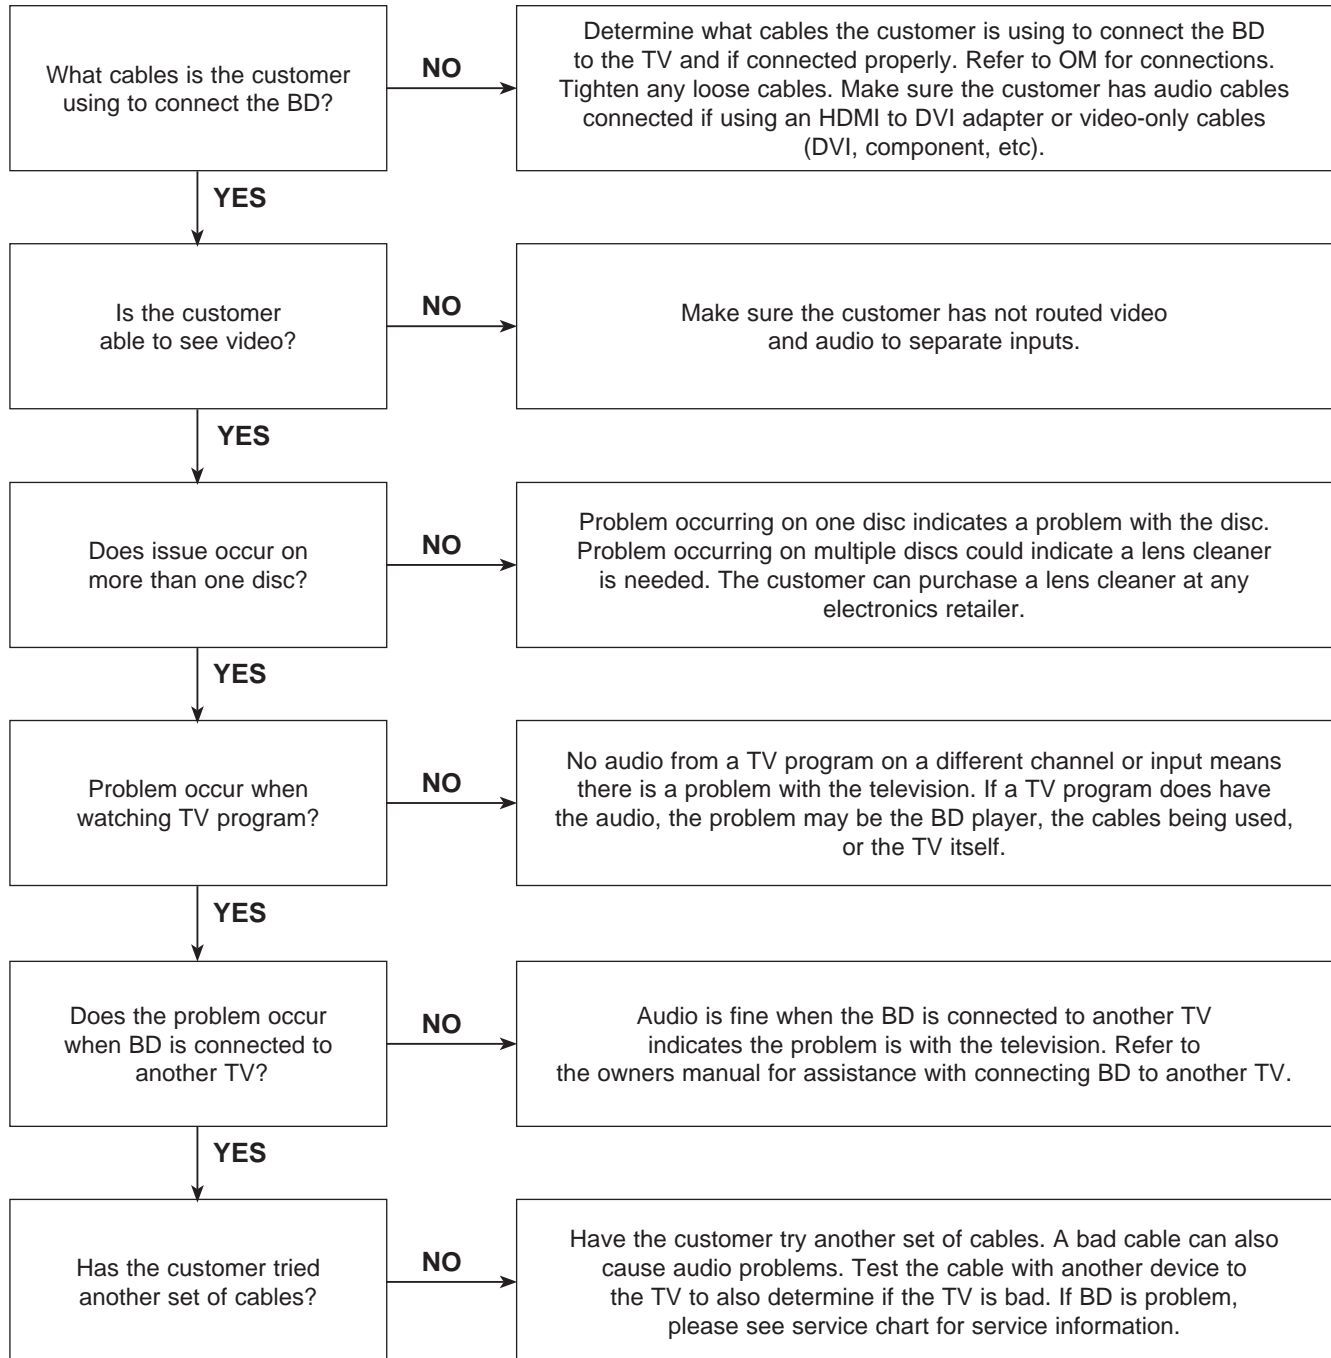 What cables is the customer
using to connect the BD?
NO
Determine what cables the customer is using to connect the BD
to the TV and if connected properly. Refer to OM for connections.
Tighten any loose cables. Make sure the customer has audio cables
connected if using an HDMI to DVI adapter or video-only cables
(DVI, component, etc).
YES
Is the customer
able to see video?
NO
Make sure the customer has not routed video
and audio to separate inputs.
YES
Does issue occur on
more than one disc?
NO
Problem occurring on one disc indicates a problem with the disc.
Problem occurring on multiple discs could indicate a lens cleaner
is needed. The customer can purchase a lens cleaner at any
electronics retailer.
YES
Problem occur when
watching TV program?
NO
No audio from a TV program on a different channel or input means
there is a problem with the television. If a TV program does have
the audio, the problem may be the BD player, the cables being used,
or the TV itself.
YES
Does the problem occur
when BD is connected to
another TV?
NO
Audio is fine when the BD is connected to another TV
indicates the problem is with the television. Refer to
the owners manual for assistance with connecting BD to another TV.
YES
Has the customer tried
another set of cables?
NO
Have the customer try another set of cables. A bad cable can also
cause audio problems. Test the cable with another device to
the TV to also determine if the TV is bad. If BD is problem,
please see service chart for service information.